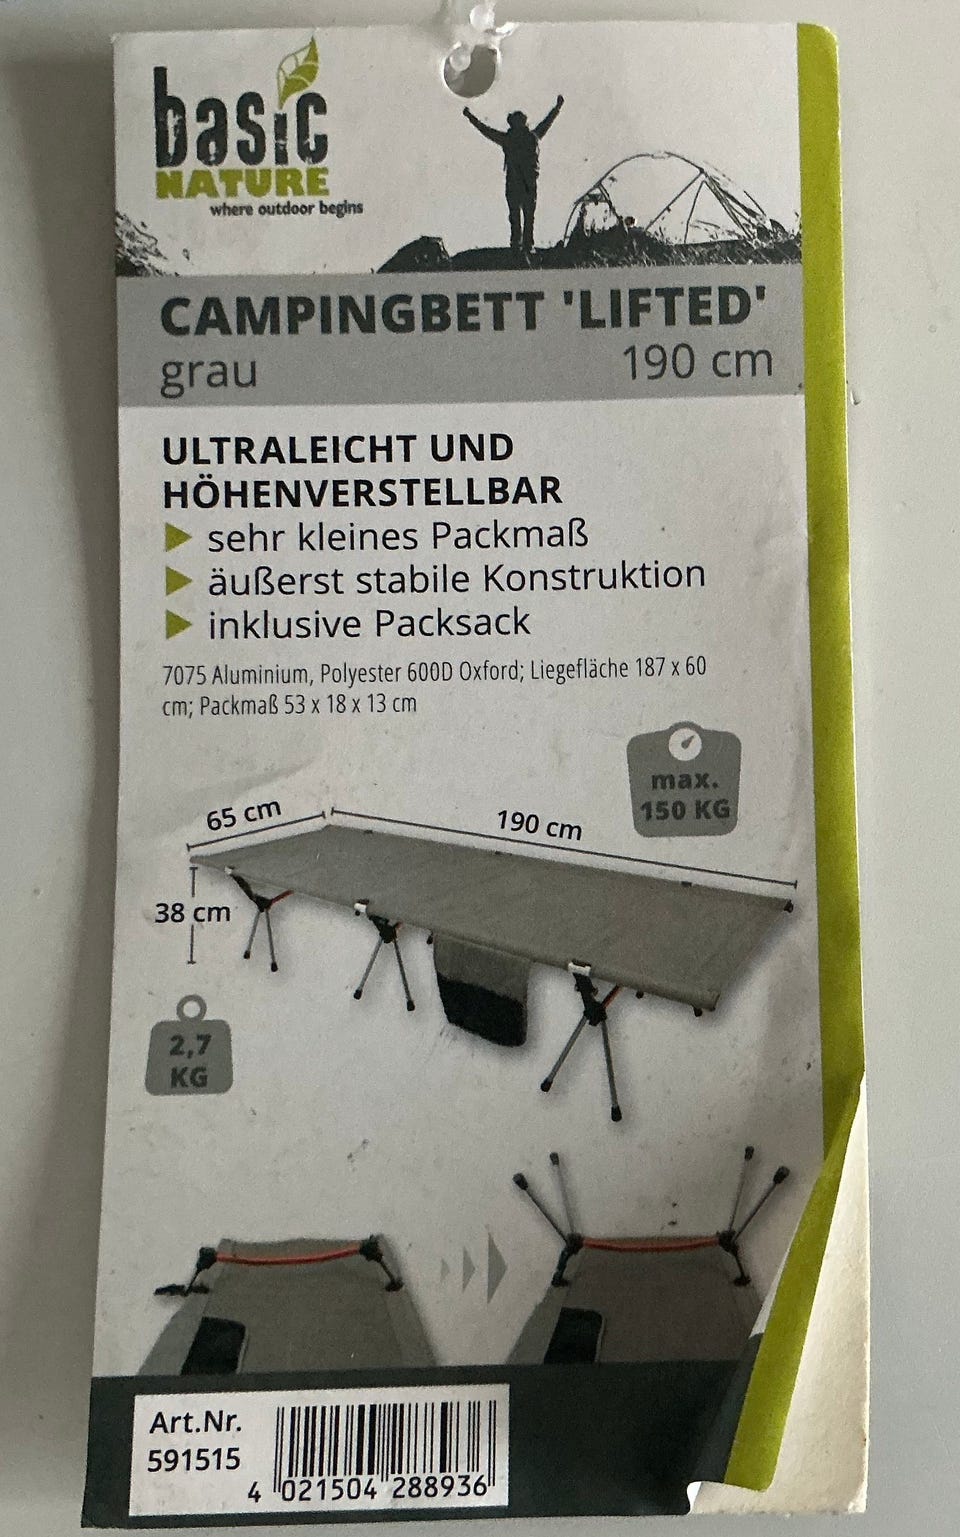 basic
NATURE
where outdoor begins
CAMPINGBETT 'LIFTED'
grau 190 cm
ULTRALEICHT UND
HÖHENVERSTELLBAR
sehr kleines Packmaß
äußerst stabile Konstruktion
inklusive Packsack
7075 Aluminium, Polyester 600D Oxford; Liegefläche 187 x 60
cm; Packmaß 53 x 18 x 13 cm
max.
150 KG
65 cm
190 cm
38 cm
2,7
KG
Art.Nr.
591515
4 021504 288936